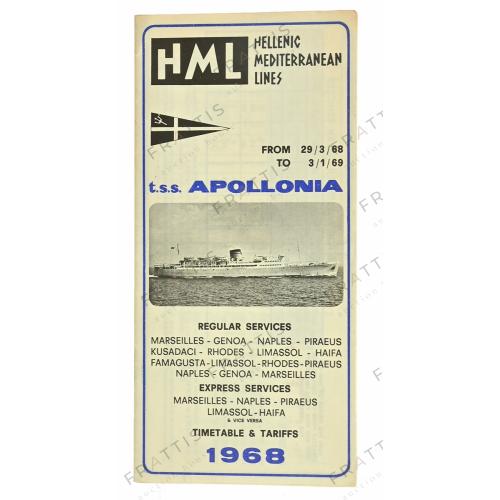 HML
HELLENIC
MEDITERRANEAN
LINES
FROM 29/3/68
TO 3/1/69
t.s.s. APOLLONIA
REGULAR SERVICES
MARSEILLES - GENOA - NAPLES - PIRAEUS
KUSADACI - RHODES - LIMASSOL - HAIFA
FAMAGUSTA-LIMASSOL-RHODES-PIRAEUS
NAPLES - GENOA - MARSEILLES
EXPRESS SERVICES
MARSEILLES - NAPLES - PIRAEUS
LIMASSOL-HAIFA
& VICE VERSA
TIMETABLE & TARIFFS
1968
FRATTIS
auction